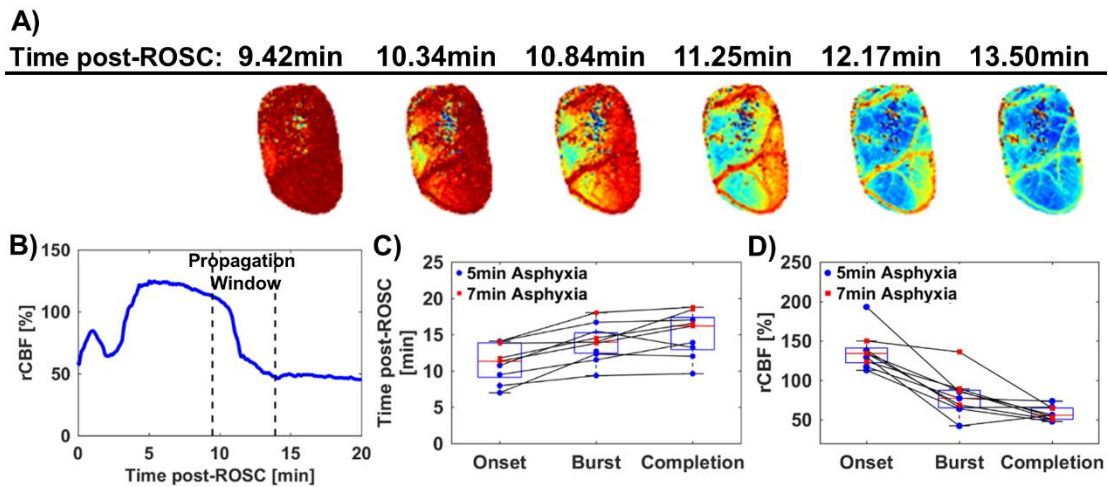 A)
Time post-ROSC: 9.42min 10.34min 10.84min 11.25min 12.17min 13.50min
B)
150
100
50
0
rCBF [%]
Propagation
Window
0 5 10 15 20
Time post-ROSC [min]
C)
25
20
15
10
5
0
Time post-ROSC
[min]
5min Asphyxia
7min Asphyxia
Onset Burst Completion
D)
250
200
150
100
50
rCBF [%]
5min Asphyxia
7min Asphyxia
Onset Burst Completion